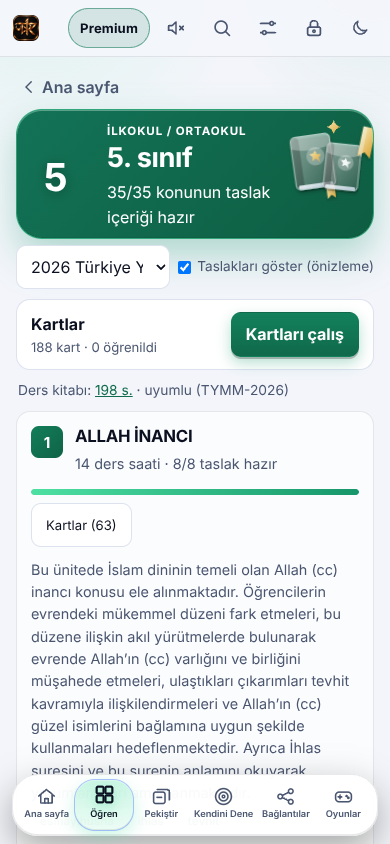 Premium
Ana sayfa
5
İLKOKUL / ORTAOKUL
5. sınıf
35/35 konunun taslak
içeriği hazır
2026 Türkiye Y
Taslakları göster (önizleme)
Kartlar
188 kart · 0 öğrenildi
Kartları çalış
Ders kitabı: 198 s. · uyumlu (TYMM-2026)
1
ALLAH İNANCI
14 ders saati · 8/8 taslak hazır
Kartlar (63)
Bu ünitede İslam dininin temeli olan Allah (cc)
inancı konusu ele alınmaktadır. Öğrencilerin
evrendeki mükemmel düzeni fark etmeleri, bu
düzene ilişkin akıl yürütmelerde bulunarak
evrende Allah’ın (cc) varlığını ve birliğini
müşahede etmeleri, ulaştıkları çıkarımları tevhit
kavramıyla ilişkilendirmeleri ve Allah’ın (cc)
güzel isimlerini bağlamına uygun şekilde
kullanmaları hedeflenmektedir. Ayrıca İhlas
suresini ve bu surenin anlamını okuyarak
Ana sayfa
Öğren
Pekiştir
Kendini Dene
Bağlantılar
Oyunlar